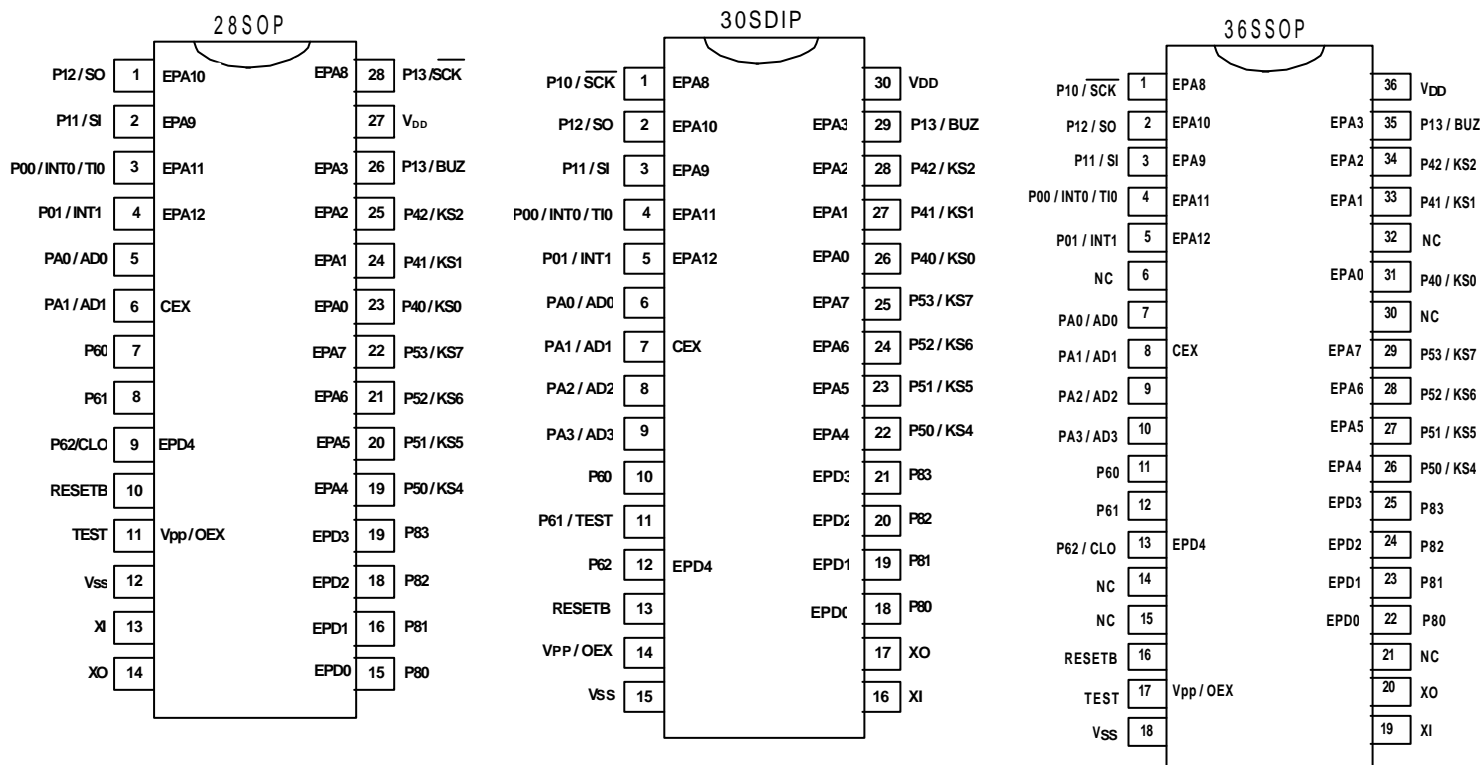 28SOP
P12/SO 1 EPA10 EPA8 28 P13/SCK
P11/SI 2 EPA9 27 VDD
P00/INT0/TI0 3 EPA11 EPA3 26 P13/BUZ
P01/INT1 4 EPA12 EPA2 25 P42/KS2
PA0/AD0 5 EPA1 24 P41/KS1
PA1/AD1 6 CEX EPA0 23 P40/KS0
P60 7 EPA7 22 P53/KS7
P61 8 EPA6 21 P52/KS6
P62/CLO 9 EPD4 EPA5 20 P51/KS5
RESETB 10 EPA4 19 P50/KS4
TEST 11 Vpp/OEX EPD3 19 P83
Vss 12 EPD2 18 P82
XI 13 EPD1 16 P81
XO 14 EPD0 15 P80
30SDIP
P10/SCK 1 EPA8 30 VDD
P12/SO 2 EPA10 EPA3 29 P13/BUZ
P11/SI 3 EPA9 EPA2 28 P42/KS2
P00/INT0/TI0 4 EPA11 EPA1 27 P41/KS1
P01/INT1 5 EPA12 EPA0 26 P40/KS0
PA0/AD0 6 EPA7 25 P53/KS7
PA1/AD1 7 CEX EPA6 24 P52/KS6
PA2/AD2 8 EPA5 23 P51/KS5
PA3/AD3 9 EPA4 22 P50/KS4
P60 10 EPD3 21 P83
P61/TEST 11 EPD2 20 P82
P62 12 EPD4 EPD1 19 P81
RESETB 13 EPD0 18 P80
VPP/OEX 14 17 XO
VSS 15 16 XI
36SSOP
P10/SCK 1 EPA8 36 VDD
P12/SO 2 EPA10 EPA3 35 P13/BUZ
P11/SI 3 EPA9 EPA2 34 P42/KS2
P00/INT0/TI0 4 EPA11 EPA1 33 P41/KS1
P01/INT1 5 EPA12 32 NC
NC 6 EPA0 31 P40/KS0
PA0/AD0 7 30 NC
PA1/AD1 8 CEX EPA7 29 P53/KS7
PA2/AD2 9 EPA6 28 P52/KS6
PA3/AD3 10 EPA5 27 P51/KS5
P60 11 EPA4 26 P50/KS4
P61 12 EPD3 25 P83
P62/CLO 13 EPD4 EPD2 24 P82
NC 14 EPD1 23 P81
NC 15 EPD0 22 P80
RESETB 16 21 NC
TEST 17 Vpp/OEX 20 XO
VSS 18 19 XI